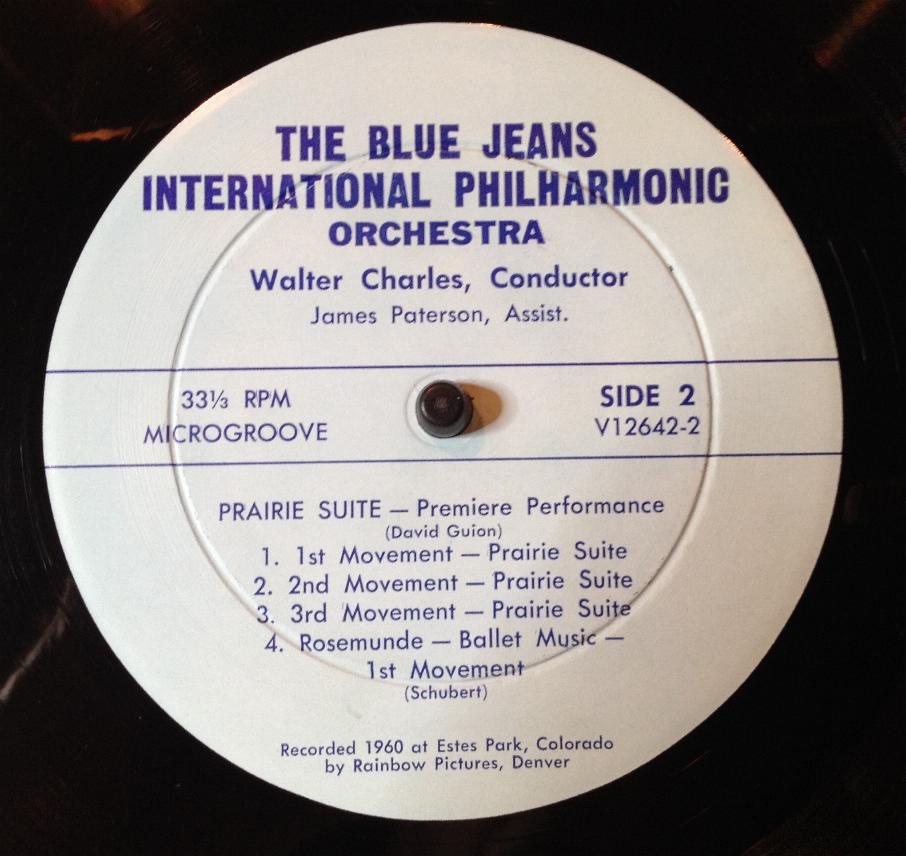 THE BLUE JEANS
INTERNATIONAL PHILHARMONIC
ORCHESTRA
Walter Charles, Conductor
James Paterson, Assist.
33⅓ RPM
MICROGROOVE
SIDE 2
V12642-2
PRAIRIE SUITE — Premiere Performance
(David Guion)
1. 1st Movement — Prairie Suite
2. 2nd Movement — Prairie Suite
3. 3rd Movement — Prairie Suite
4. Rosemunde — Ballet Music —
1st Movement
(Schubert)
Recorded 1960 at Estes Park, Colorado
by Rainbow Pictures, Denver